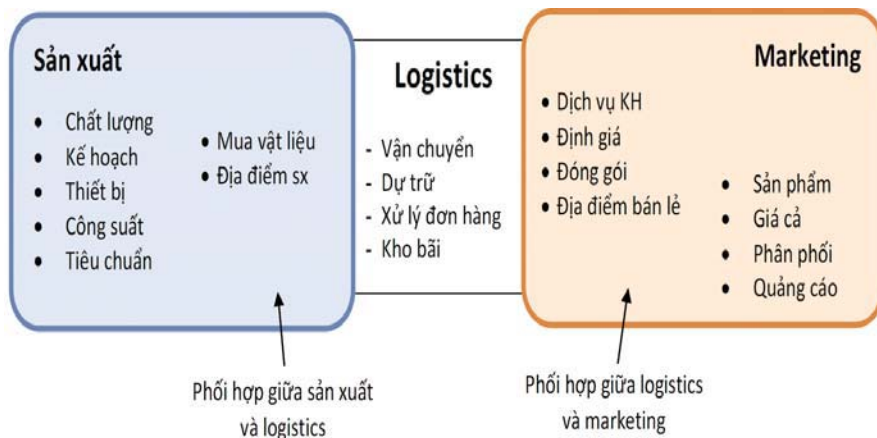 Sản xuất
• Chất lượng
• Kế hoạch
• Thiết bị
• Công suất
• Tiêu chuẩn
• Mua vật liệu
• Địa điểm sx
Logistics
- Vận chuyển
- Dự trữ
- Xử lý đơn hàng
- Kho bãi
Marketing
• Dịch vụ KH
• Định giá
• Đóng gói
• Địa điểm bán lẻ
• Sản phẩm
• Giá cả
• Phân phối
• Quảng cáo
Phối hợp giữa sản xuất
và logistics
Phối hợp giữa logistics
và marketing